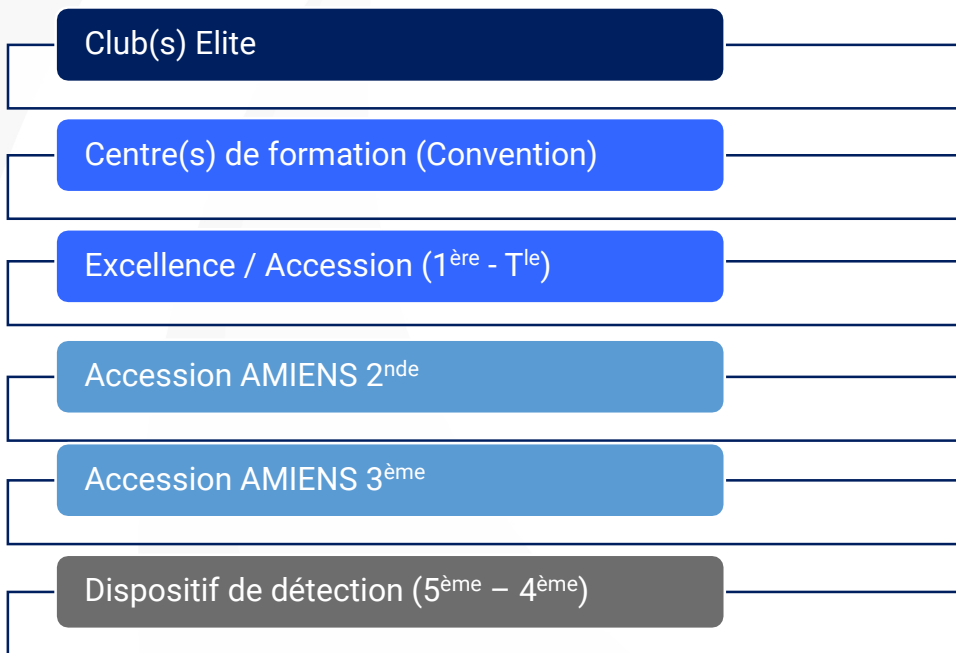 Club(s) Elite
Centre(s) de formation (Convention)
Excellence / Accession (1ère - Tle)
Accession AMIENS 2nde
Accession AMIENS 3ème
Dispositif de détection (5ème – 4ème)